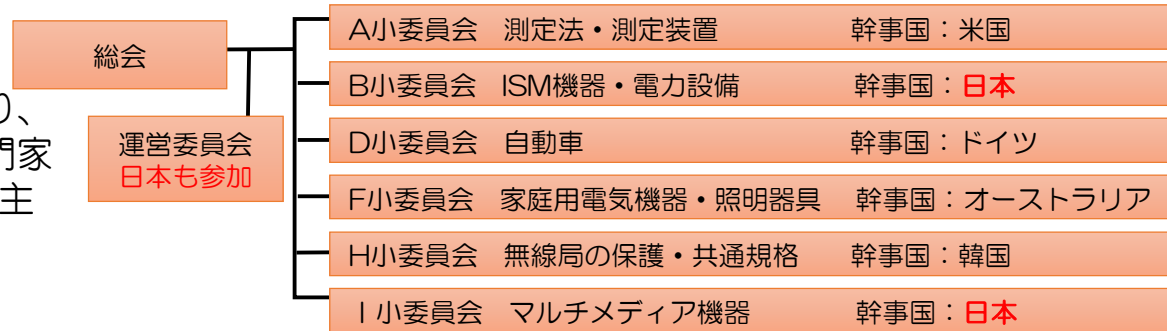 総会
り、
門家
主
運営委員会
日本も参加
A小委員会 測定法・測定装置 幹事国:米国
B小委員会 ISM機器・電力設備 幹事国:日本
D小委員会 自動車 幹事国:ドイツ
F小委員会 家庭用電気機器・照明器具 幹事国:オーストラリア
H小委員会 無線局の保護・共通規格 幹事国:韓国
I小委員会 マルチメディア機器 幹事国:日本